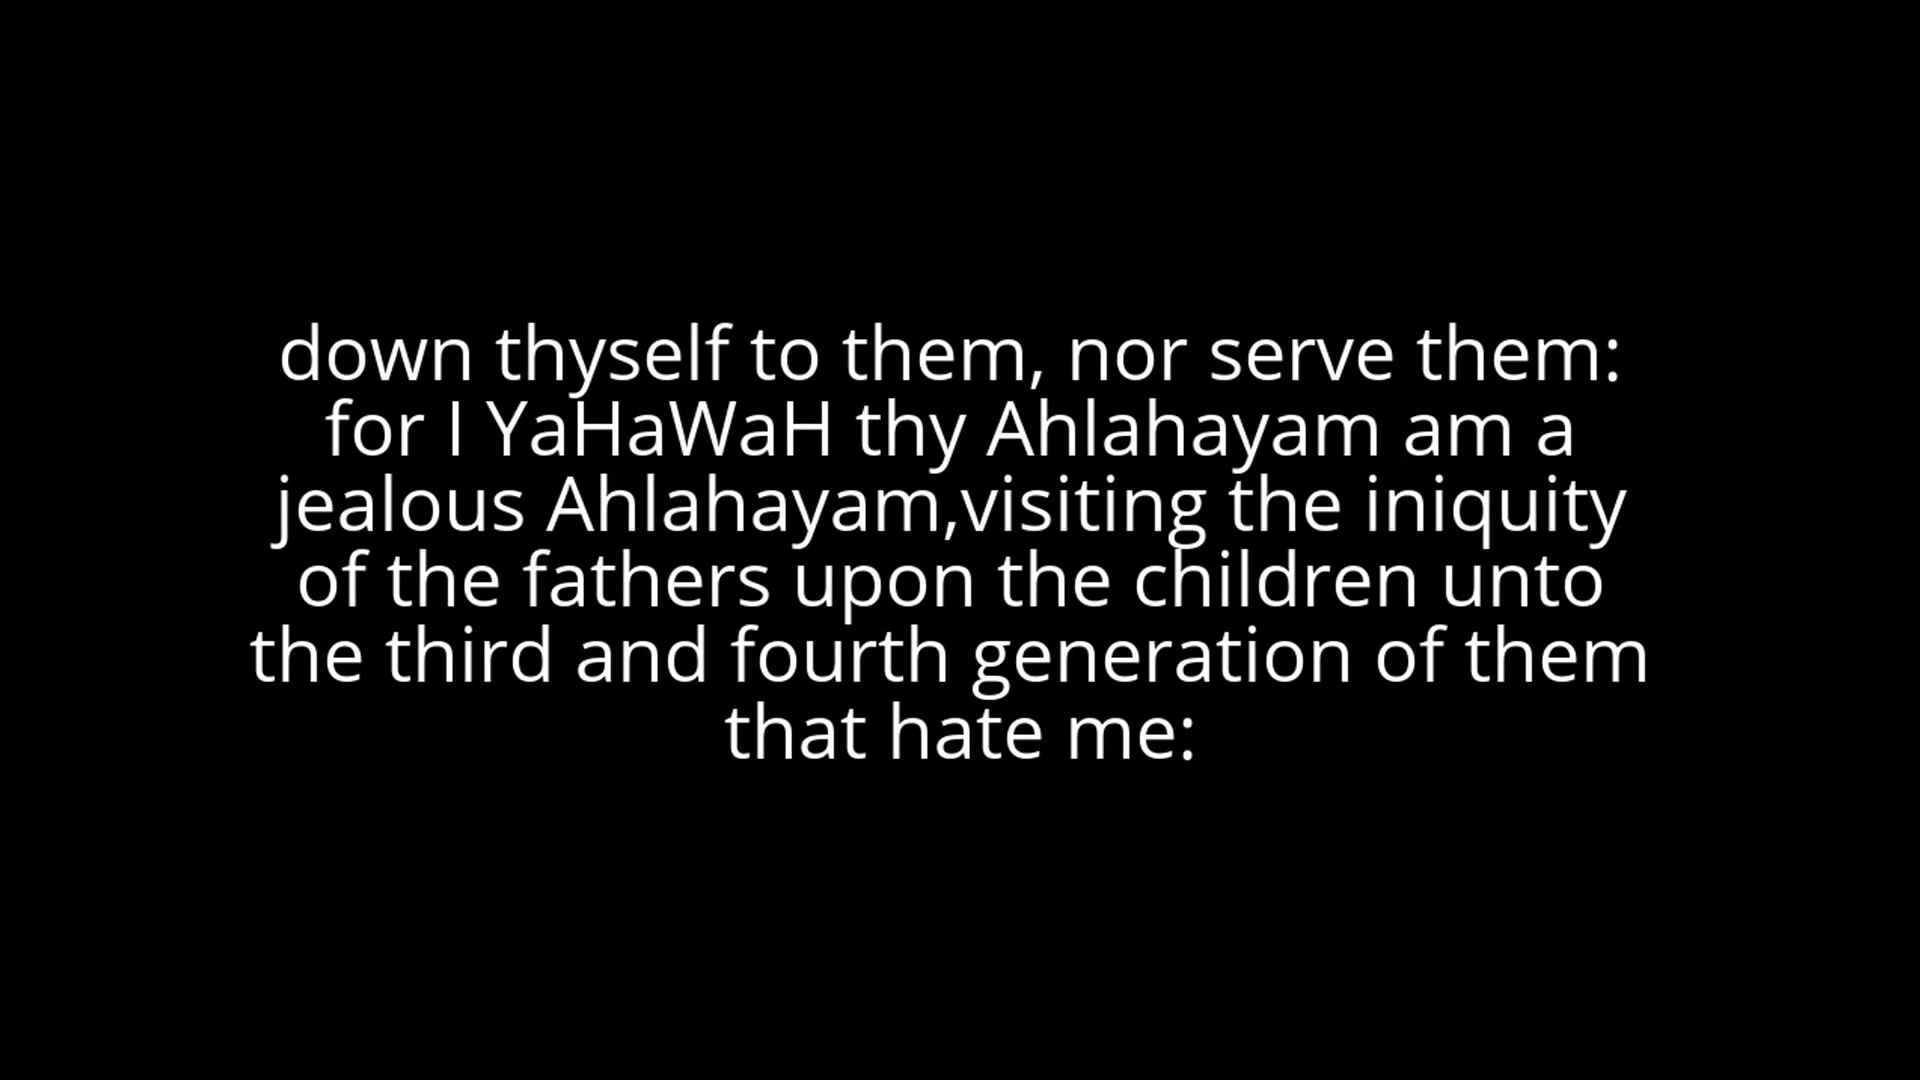 down thyself to them, nor serve them:
for I YaHaWaH thy Ahlahayam am a
jealous Ahlahayam,visiting the iniquity
of the fathers upon the children unto
the third and fourth generation of them
that hate me: